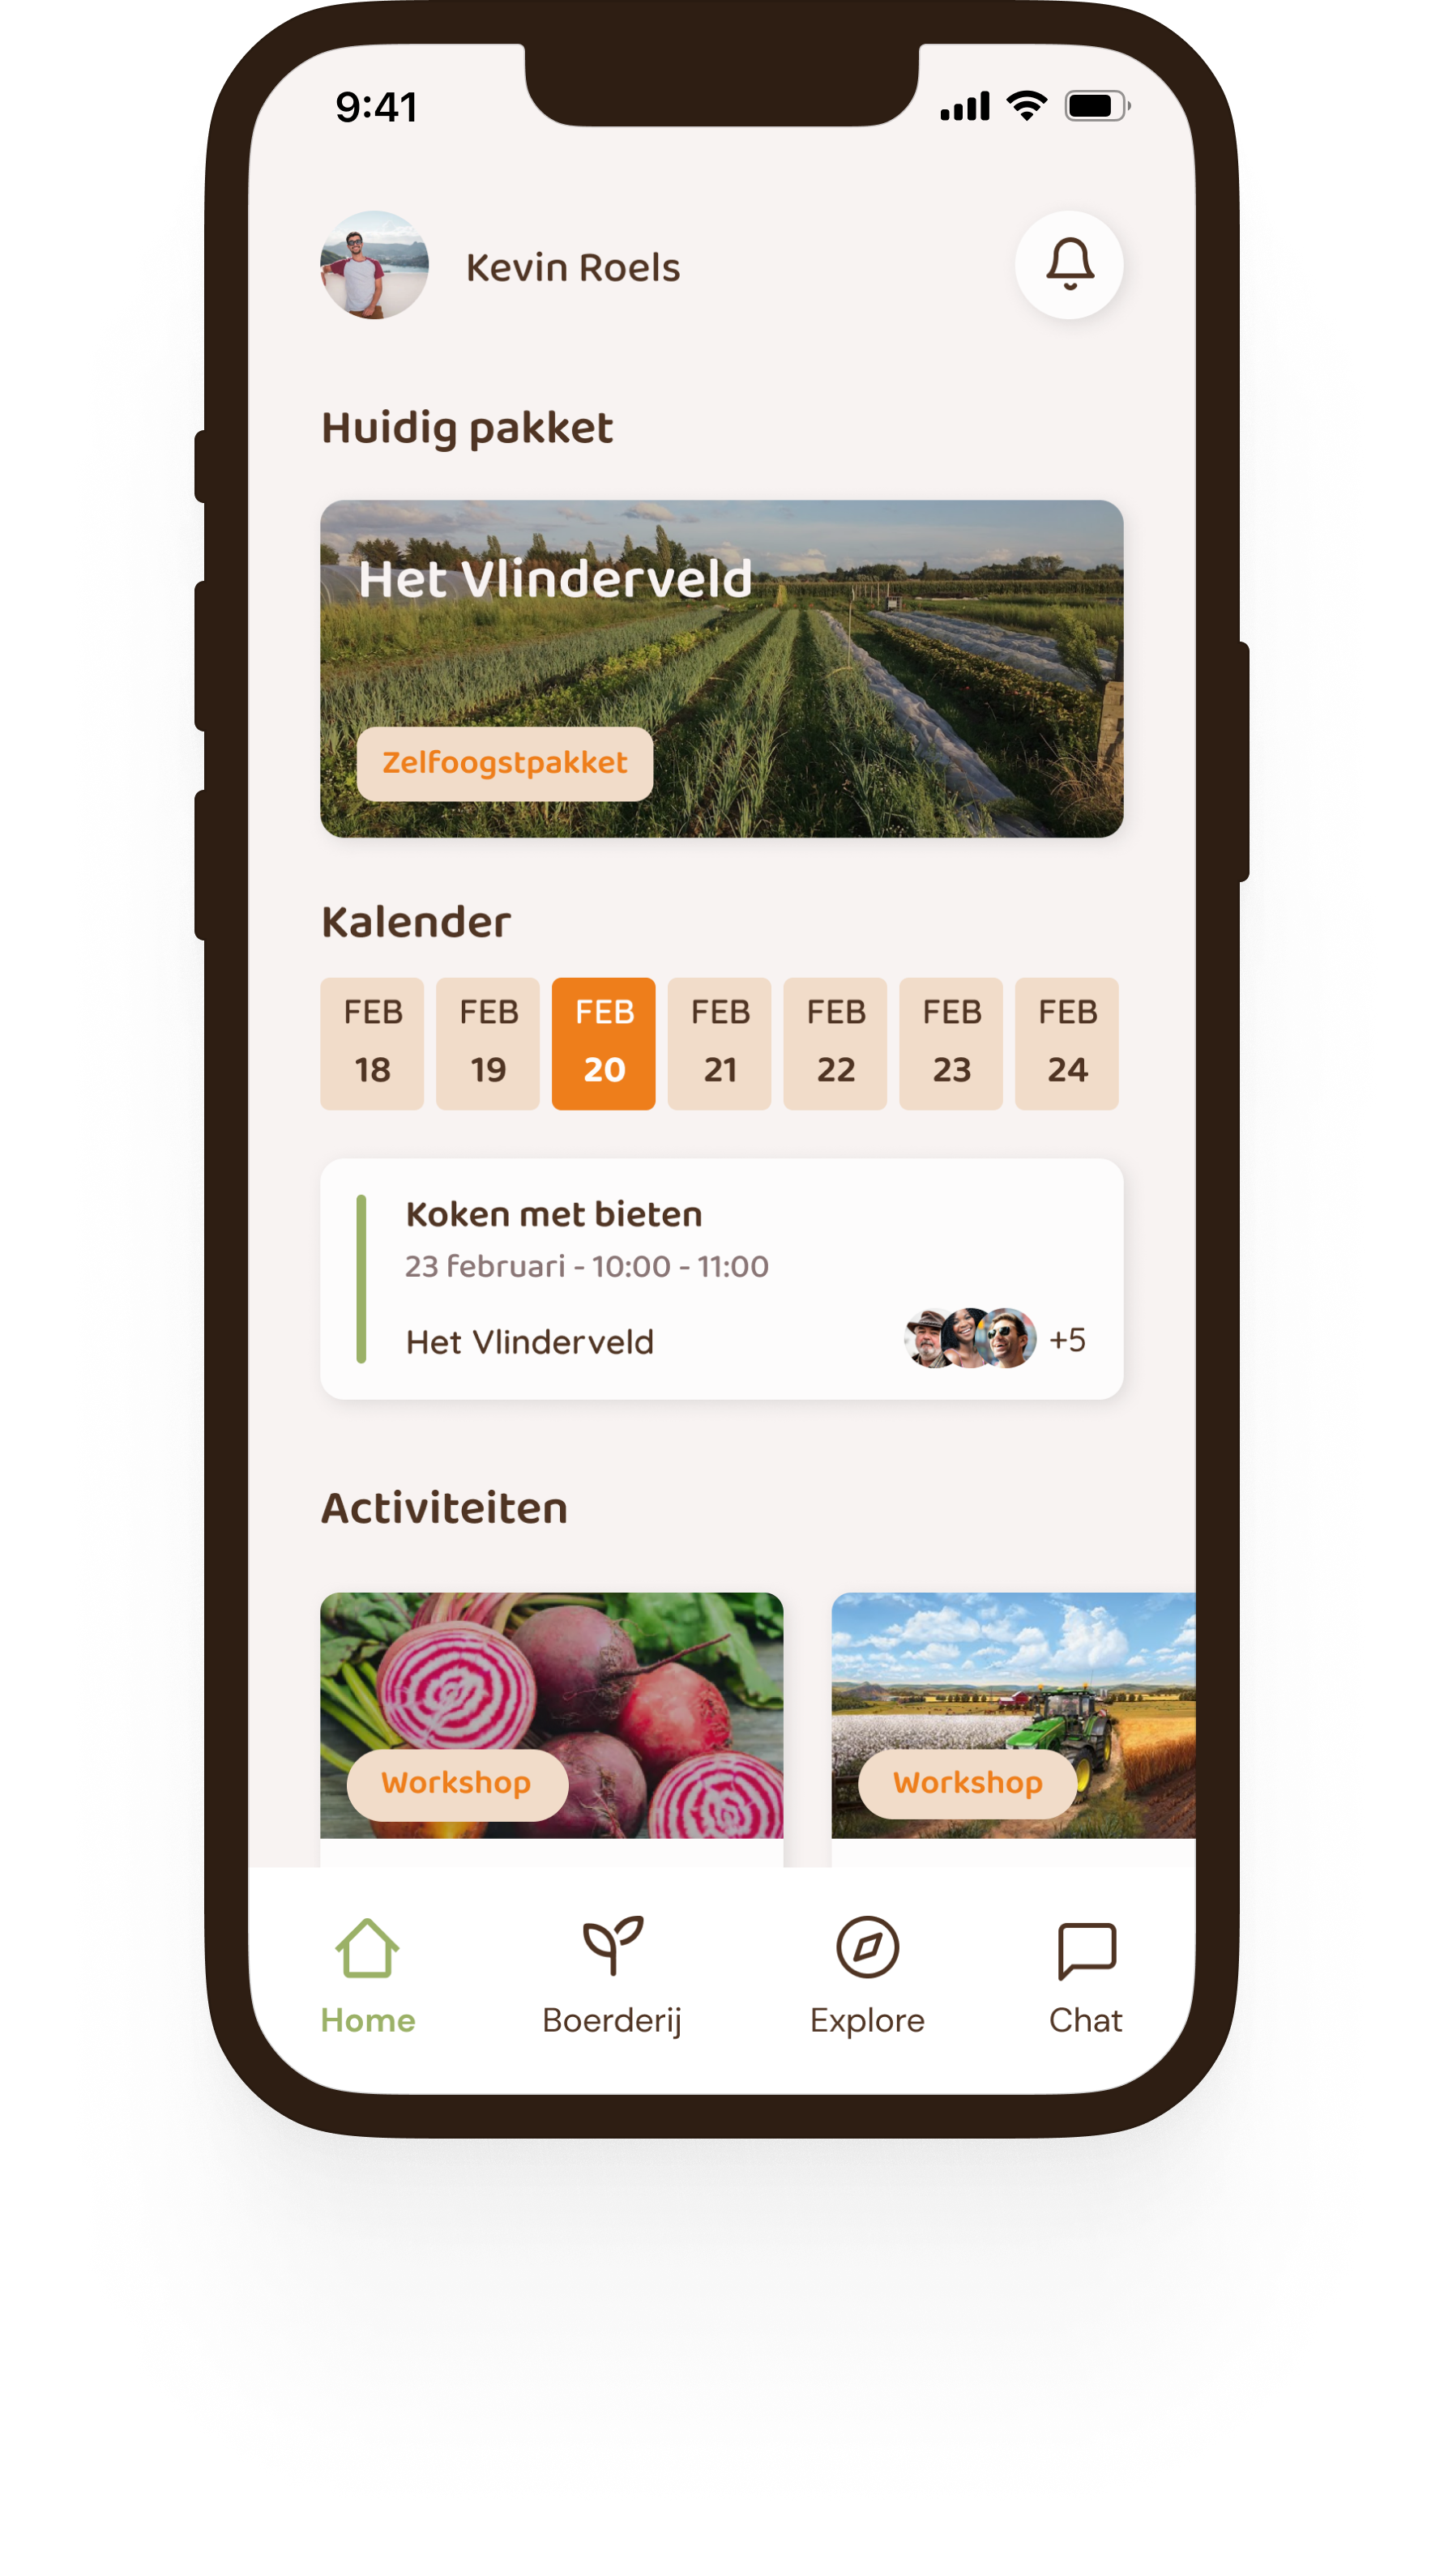 9:41
Kevin Roels
Huidig pakket
Het Vlinderveld
Zelfoogstpakket
Kalender
FEB FEB FEB FEB FEB FEB FEB
18 19 20 21 22 23 24
Koken met bieten
23 februari - 10:00 - 11:00
Het Vlinderveld +5
Activiteiten
Workshop Workshop
Home Boerderij Explore Chat